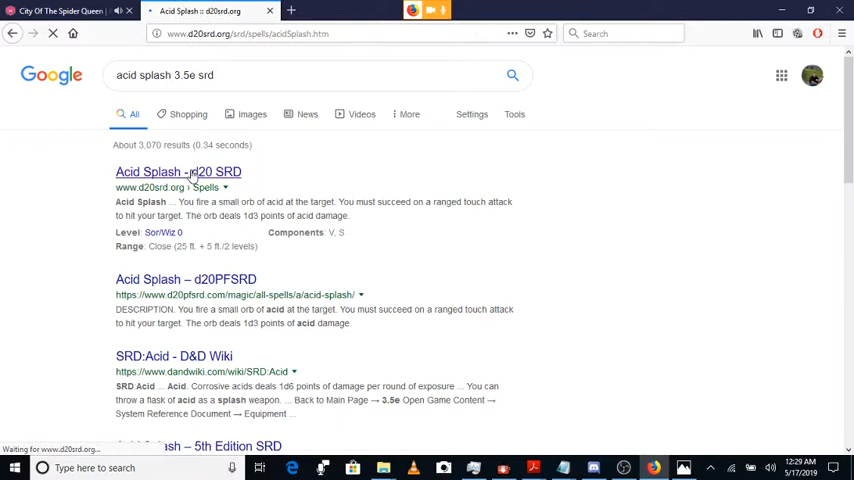 City Of The Spider Queen
Acid Splash :: d20srd.org
www.d20srd.org/srd/spells/acidSplash.htm
Search
Google
acid splash 3.5e srd
All
Shopping
Images
News
Videos
More
Settings
Tools
About 3,070 results (0.34 seconds)
Acid Splash - d20 SRD
www.d20srd.org › Spells
Acid Splash ... You fire a small orb of acid at the target. You must succeed on a ranged touch attack
to hit your target. The orb deals 1d3 points of acid damage.
Level: Sor/Wiz 0 Components: V, S
Range: Close (25 ft. + 5 ft./2 levels)
Acid Splash – d20PFSRD
https://www.d20pfsrd.com/magic/all-spells/a/acid-splash/
DESCRIPTION. You fire a small orb of acid at the target. You must succeed on a ranged touch attack
to hit your target. The orb deals 1d3 points of acid damage.
SRD:Acid - D&D Wiki
https://www.dandwiki.com/wiki/SRD:Acid
SRD:Acid ... Acid. Corrosive acids deals 1d6 points of damage per round of exposure ... You can
throw a flask of acid as a splash weapon. ... Back to Main Page → 3.5e Open Game Content →
System Reference Document → Equipment ...
Acid Splash – 5th Edition SRD
Waiting for www.d20srd.org...
Type here to search
12:29 AM
5/17/2019